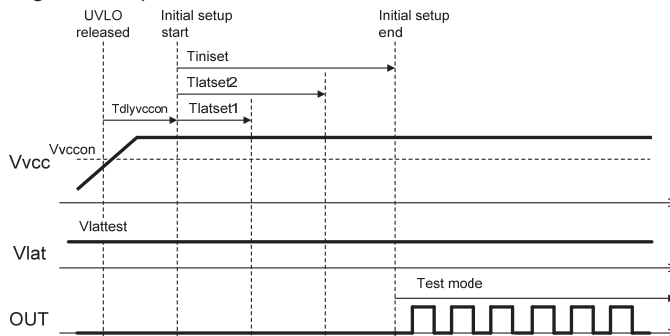 UVLO
released
Initial setup
start
Initial setup
end
Tiniset
Tlatset2
Tdlyvccon
Tlatset1
Vvccon
Vvcc
Vlattest
Vlat
Test mode
OUT